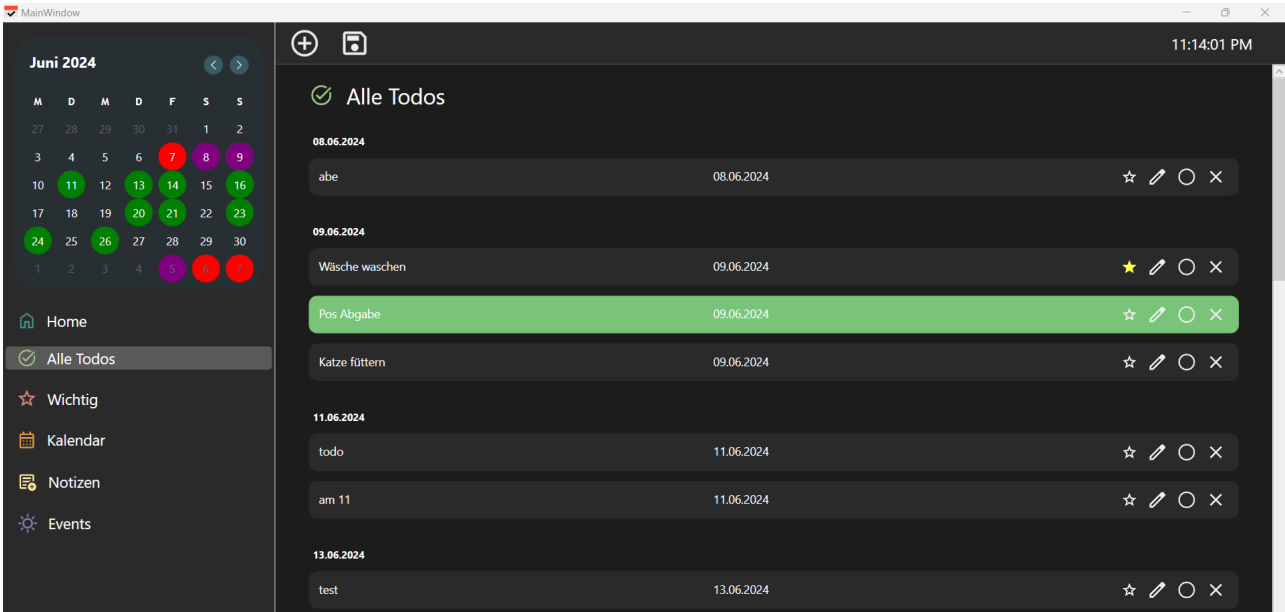 MainWindow
Juni 2024
M D M D F S S
27 28 29 30 31 1 2
3 4 5 6 7 8 9
10 11 12 13 14 15 16
17 18 19 20 21 22 23
24 25 26 27 28 29 30
1 2 3 4 5 6 7
Home
Alle Todos
Wichtig
Kalendar
Notizen
Events
11:14:01 PM
Alle Todos
08.06.2024
abe 08.06.2024
09.06.2024
Wäsche waschen 09.06.2024
Pos Abgabe 09.06.2024
Katze füttern 09.06.2024
11.06.2024
todo 11.06.2024
am 11 11.06.2024
13.06.2024
test 13.06.2024